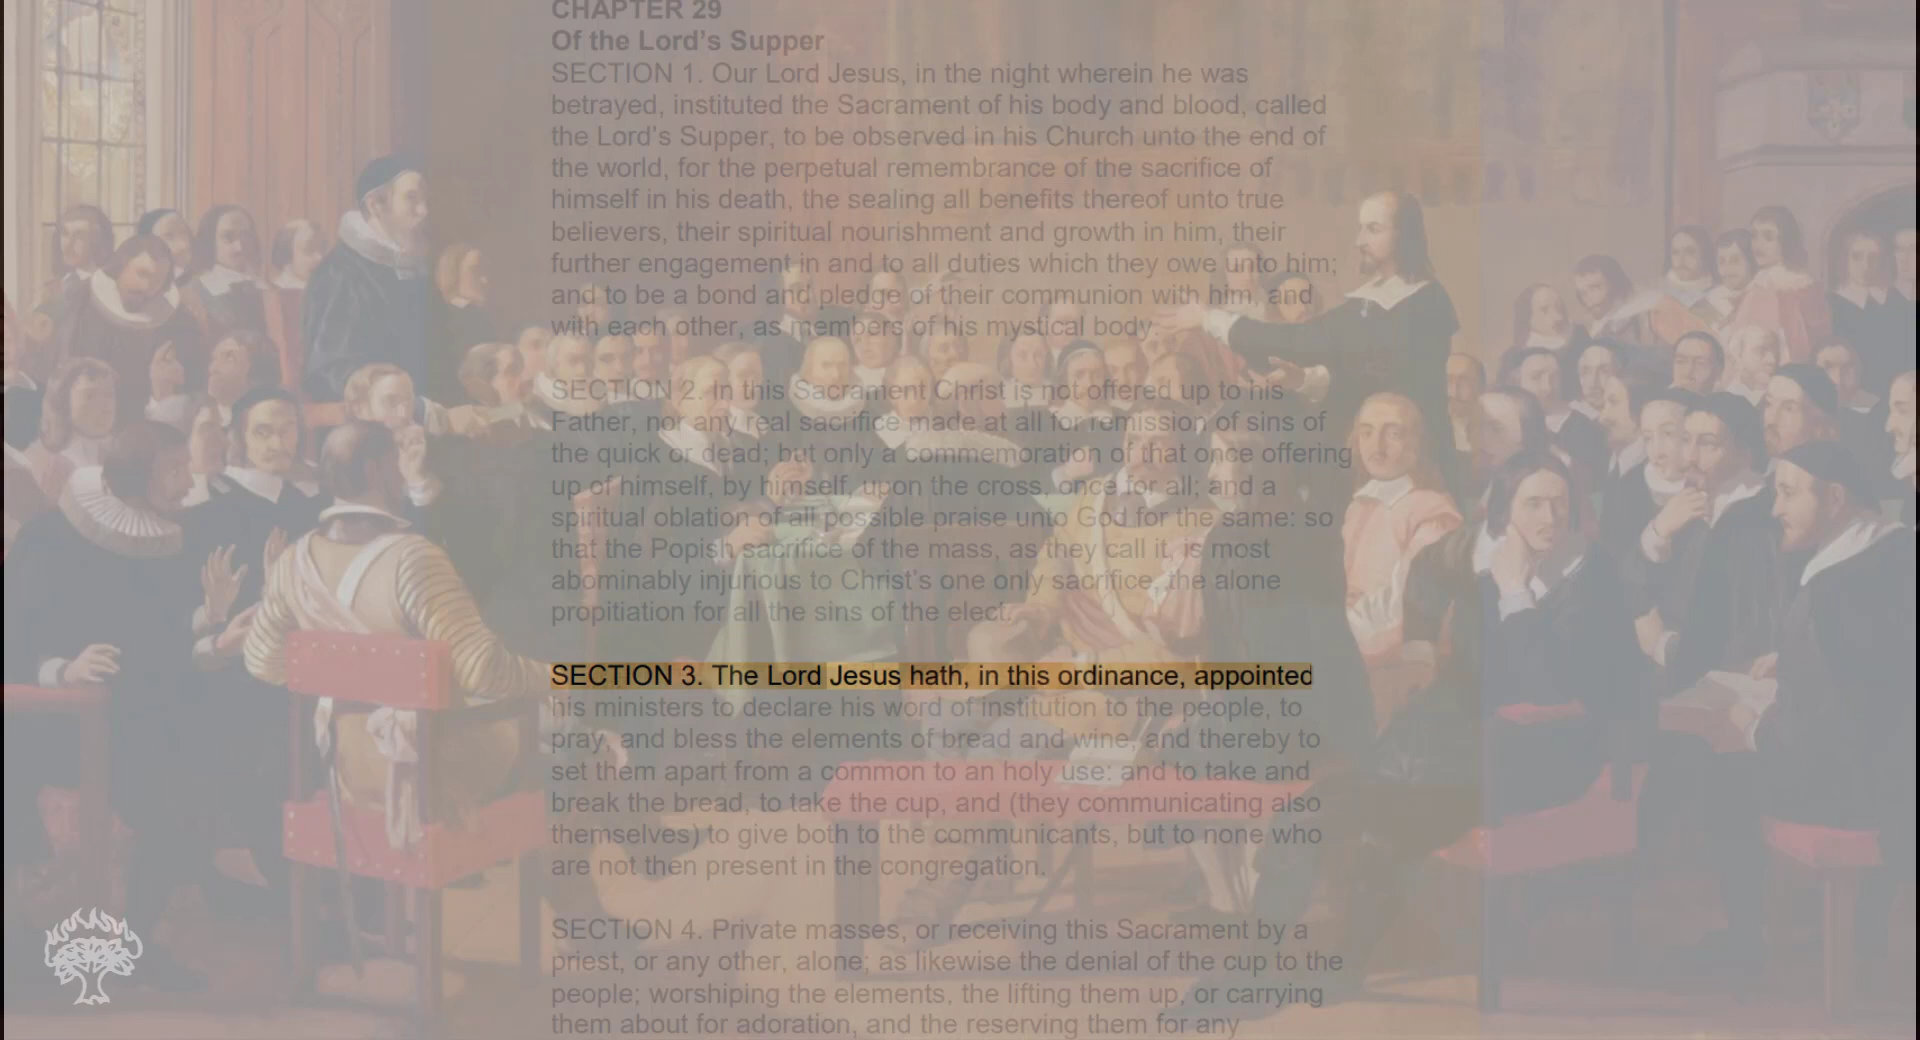 CHAPTER 29
Of the Lord's Supper
SECTION 1. Our Lord Jesus, in the night wherein he was
betrayed, instituted the Sacrament of his body and blood, called
the Lord's Supper, to be observed in his Church unto the end of
the world, for the perpetual remembrance of the sacrifice of
himself in his death, the sealing all benefits thereof unto true
believers, their spiritual nourishment and growth in him, their
further engagement in and to all duties which they owe unto him;
and to be a bond and pledge of their communion with him, and
with each other, as members of his mystical body.
SECTION 2. In this Sacrament Christ is not offered up to his
Father, nor any real sacrifice made at all for remission of sins of
the quick or dead; but only a commemoration of that once offering
up of himself, by himself, upon the cross, once for all; and a
spiritual oblation of all possible praise unto God for the same: so
that the Popish sacrifice of the mass, as they call it, is most
abominably injurious to Christ's one only sacrifice, the alone
propitiation for all the sins of the elect.
SECTION 3. The Lord Jesus hath, in this ordinance, appointed
his ministers to declare his word of institution to the people, to
pray, and bless the elements of bread and wine, and thereby to
set them apart from a common to an holy use: and to take and
break the bread, to take the cup, and (they communicating also
themselves) to give both to the communicants, but to none who
are not then present in the congregation.
SECTION 4. Private masses, or receiving this Sacrament by a
priest, or any other, alone; as likewise the denial of the cup to the
people; worshiping the elements, the lifting them up, or carrying
them about for adoration, and the reserving them for any